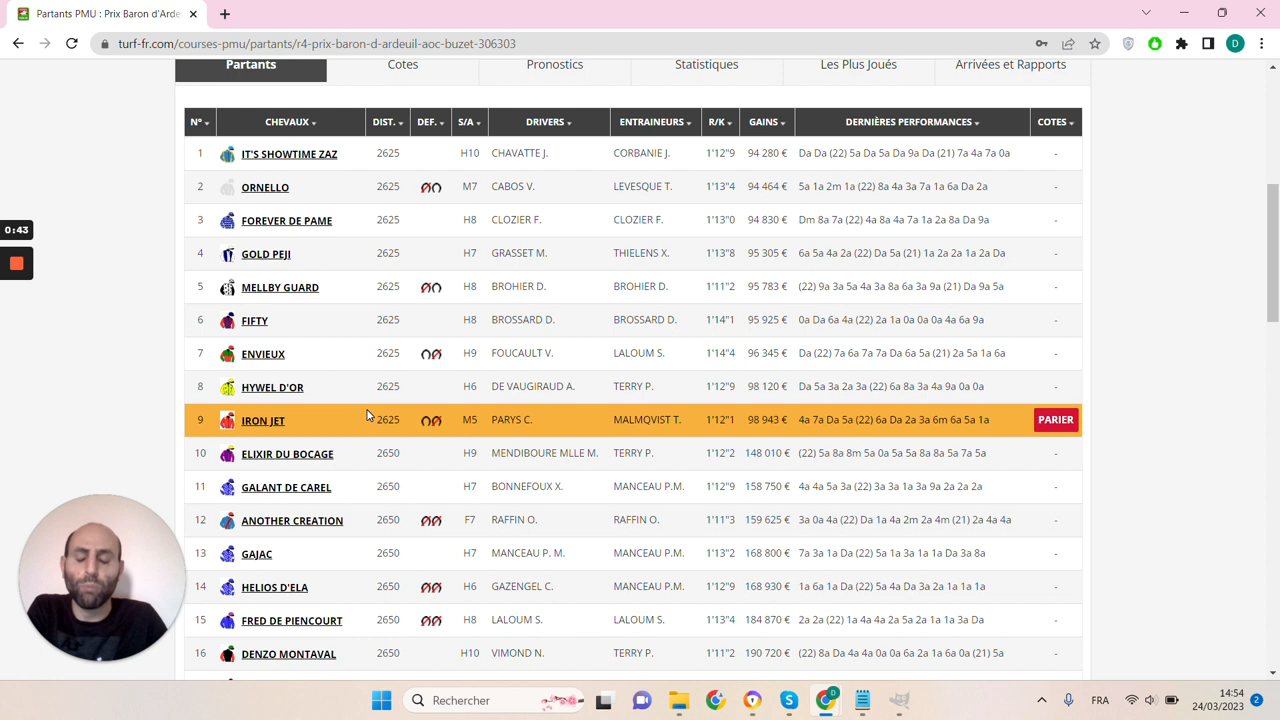 Partants PMU : Prix Baron d'Arde
turf-fr.com/courses-pmu/partants/r4-prix-baron-d-ardeuil-aoc-buzet-306303
D
Partants Cotes Pronostics Statistiques Les Plus Joués Arrivées et Rapports
N° CHEVAUX DIST. DEF. S/A DRIVERS ENTRAINEURS R/K GAINS DERNIÈRES PERFORMANCES COTES
1 IT'S SHOWTIME ZAZ 2625 H10 CHAVATTE J. CORBANIE J. 1'12"9 94 280 € Da Da (22) 5a Da 5a Da 9a Da (21) 7a 4a 7a 0a -
2 ORNELLO 2625 M7 CABOS V. LEVESQUE T. 1'13"4 94 464 € 5a 1a 2m 1a (22) 8a 4a 3a 7a 1a 6a Da 2a -
3 FOREVER DE PAME 2625 H8 CLOZIER F. CLOZIER F. 1'13"0 94 830 € Dm 8a 7a (22) 4a 8a 4a 7a 1a 2a 8a Da 9a -
4 GOLD PEJI 2625 H7 GRASSET M. THIELENS X. 1'13"8 95 305 € 6a 5a 4a 2a (22) Da 5a (21) 1a 2a 2a 1a 2a Da -
5 MELLBY GUARD 2625 H8 BROHIER D. BROHIER D. 1'11"2 95 783 € (22) 9a 3a 5a 4a 3a 8a 6a 3a 9a (21) Da 9a 5a -
6 FIFTY 2625 H8 BROSSARD D. BROSSARD D. 1'14"1 95 925 € 0a Da 6a 4a (22) 2a 1a 0a 0a 0a 4a 6a 9a -
7 ENVIEUX 2625 H9 FOUCAULT V. LALOUM S. 1'14"4 96 345 € Da (22) 7a 6a 7a 7a Da 6a 5a (21) 2a 5a 1a 6a -
8 HYWEL D'OR 2625 H6 DE VAUGIRAUD A. TERRY P. 1'12"9 98 120 € Da 5a 3a 2a 3a (22) 6a 8a 3a 4a 9a 0a 0a -
9 IRON JET 2625 M5 PARYS C. MALMQVIST T. 1'12"1 98 943 € 4a 7a Da 5a (22) 6a Da 2a 3a 6m 6a 5a 1a PARIER
10 ELIXIR DU BOCAGE 2650 H9 MENDIBOURE MLLE M. TERRY P. 1'12"2 148 010 € (22) 5a 8a 8m 5a 0a 5a 5a 8a 8a 5a 7a 5a -
11 GALANT DE CAREL 2650 H7 BONNEFOUX X. MANCEAU P.M. 1'12"9 158 750 € 4a 4a 5a 3a (22) 3a 3a 1a 3a 9a 2a 2a 2a -
12 ANOTHER CREATION 2650 F7 RAFFIN O. RAFFIN O. 1'11"3 159 625 € 3a 0a 4a (22) Da 1a 4a 2m 2a 4m (21) 2a 4a 4a -
13 GAJAC 2650 H7 MANCEAU P. M. MANCEAU P.M. 1'13"2 168 800 € 7a 3a 1a Da (22) 5a 1a 3a 1a 1a Da 3a 8a -
14 HELIOS D'ELA 2650 H6 GAZENGEL C. MANCEAU P.M. 1'12"9 168 930 € 1a 6a 1a Da (22) 5a 4a Da 3a 2a 1a 1a 1a -
15 FRED DE PIENCOURT 2650 H8 LALOUM S. LALOUM S. 1'13"4 184 870 € 2a 2a (22) 1a 4a 4a 2a 5a 2a 1a 1a 3a Da -
16 DENZO MONTAVAL 2650 H10 VIMOND N. TERRY P. 1'11"2 190 720 € (22) 8a Da 4a 4a 0a 0a 6a 2a 1a 6a 0a (21) 5a -
0:43
Rechercher
FRA
14:54
24/03/2023
2